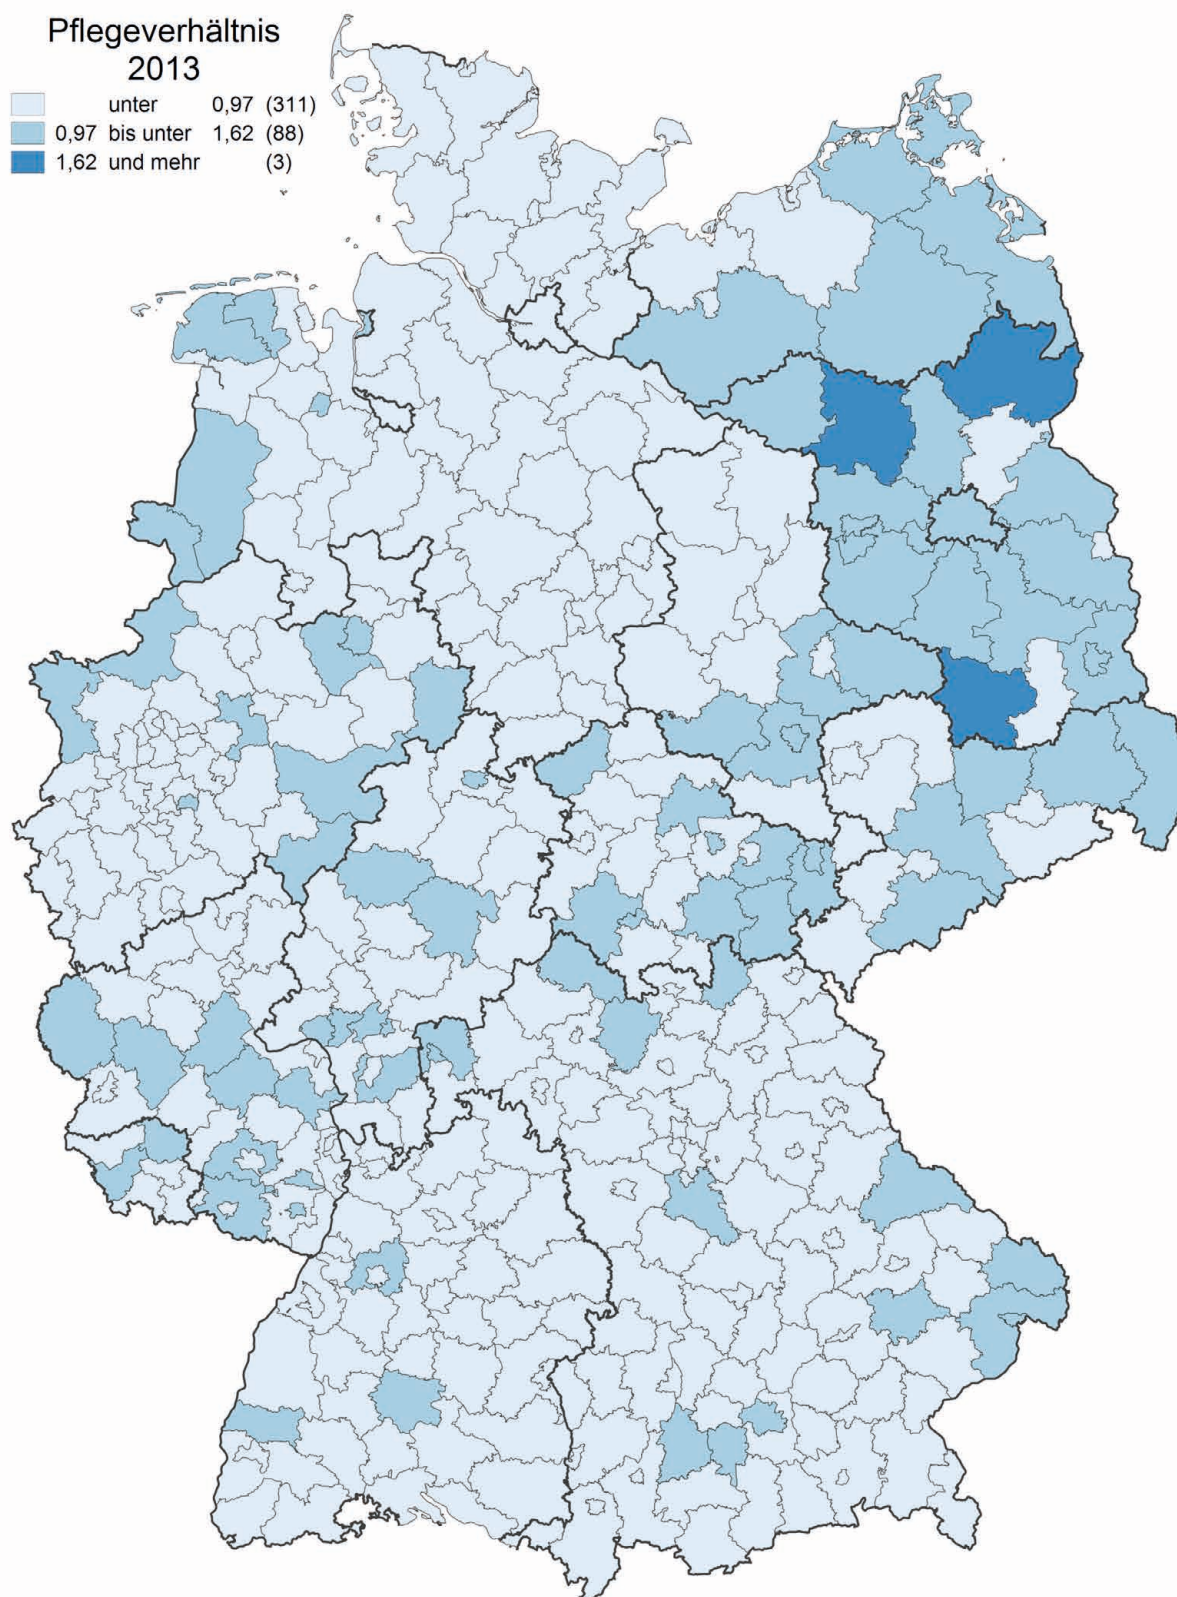 Pflegeverhältnis
2013
unter 0,97 (311)
0,97 bis unter 1,62 (88)
1,62 und mehr (3)